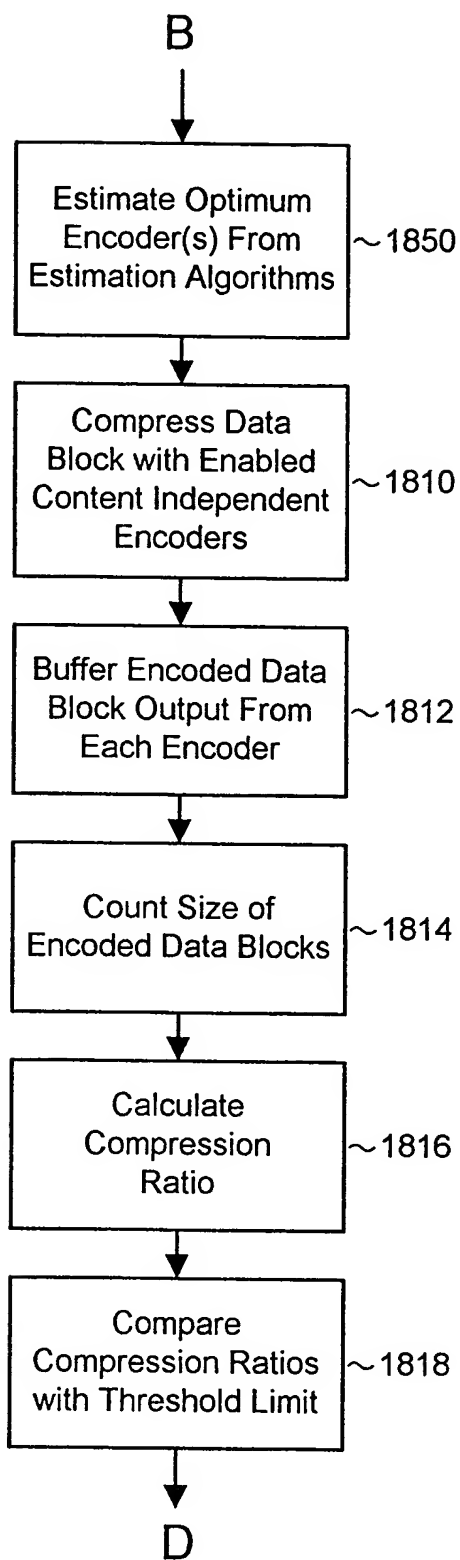 B
Estimate Optimum
Encoder(s) From
Estimation Algorithms
~1850
Compress Data
Block with Enabled
Content Independent
Encoders
~1810
Buffer Encoded Data
Block Output From
Each Encoder
~1812
Count Size of
Encoded Data Blocks
~1814
Calculate
Compression
Ratio
~1816
Compare
Compression Ratios
with Threshold Limit
~1818
D